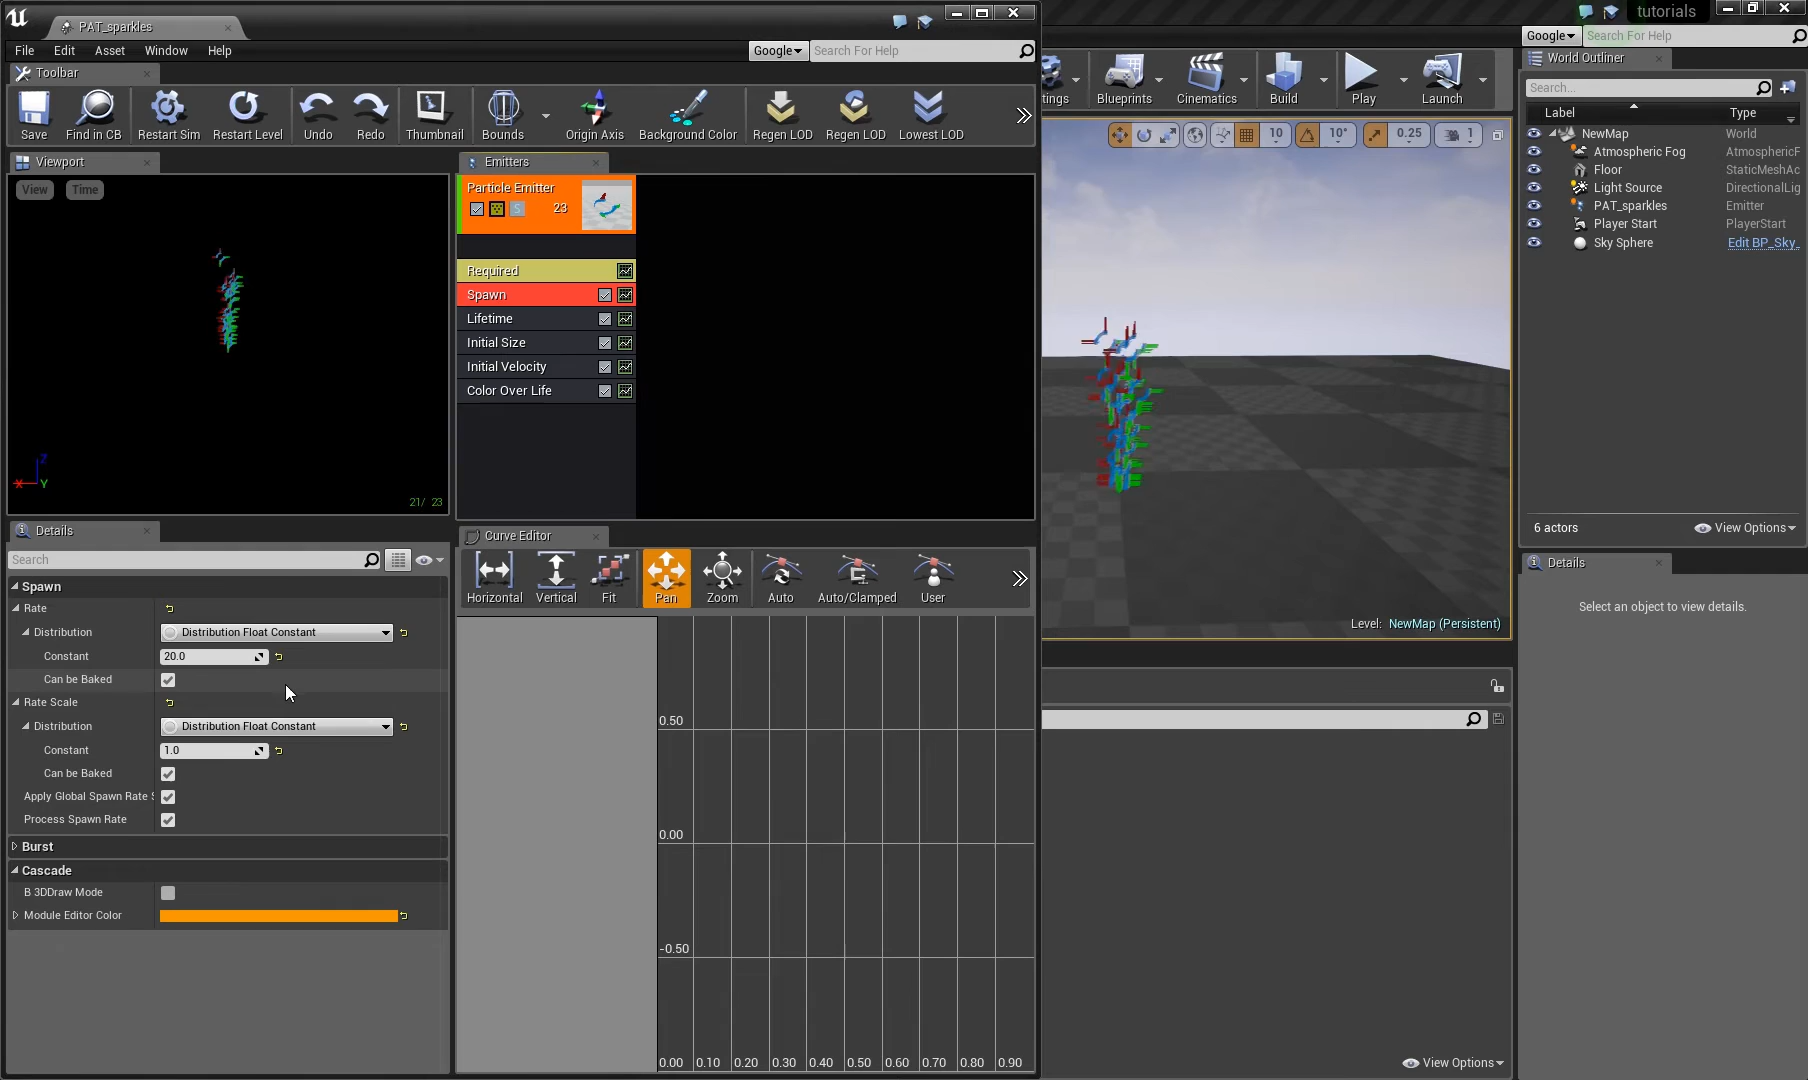 PAT_sparkles
tutorials
File Edit Asset Window Help
Google Search For Help
Google Search For Help
Toolbar
Save Find in CB Restart Sim Restart Level Undo Redo Thumbnail Bounds Origin Axis Background Color Regen LOD Regen LOD Lowest LOD
tings Blueprints Cinematics Build Play Launch
10 10° 0.25 1
Viewport
View Time
21/ 23
X Y Z
Emitters
Particle Emitter
S 23
Required
Spawn
Lifetime
Initial Size
Initial Velocity
Color Over Life
Level: NewMap (Persistent)
World Outliner
Search...
Label Type
NewMap World
Atmospheric Fog AtmosphericF
Floor StaticMeshAc
Light Source DirectionalLig
PAT_sparkles Emitter
Player Start PlayerStart
Sky Sphere Edit BP_Sky_
6 actors View Options
Details
Select an object to view details.
Details
Search
Spawn
Rate
Distribution Distribution Float Constant
Constant 20.0
Can be Baked
Rate Scale
Distribution Distribution Float Constant
Constant 1.0
Can be Baked
Apply Global Spawn Rate S
Process Spawn Rate
Burst
Cascade
B 3DDraw Mode
Module Editor Color
Curve Editor
Horizontal Vertical Fit Pan Zoom Auto Auto/Clamped User
0.50
0.00
-0.50
0.00 0.10 0.20 0.30 0.40 0.50 0.60 0.70 0.80 0.90
View Options